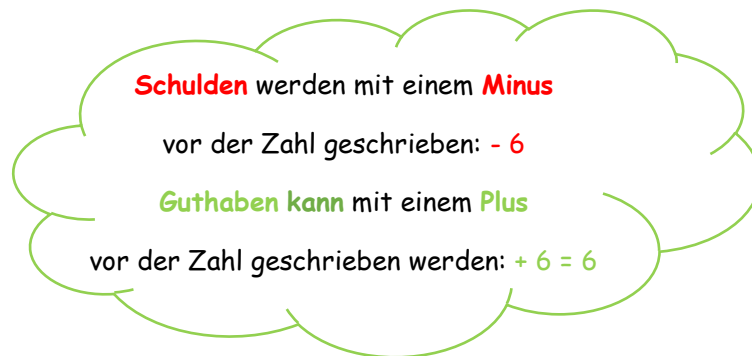 Schulden werden mit einem Minus
vor der Zahl geschrieben: - 6
Guthaben kann mit einem Plus
vor der Zahl geschrieben werden: + 6 = 6